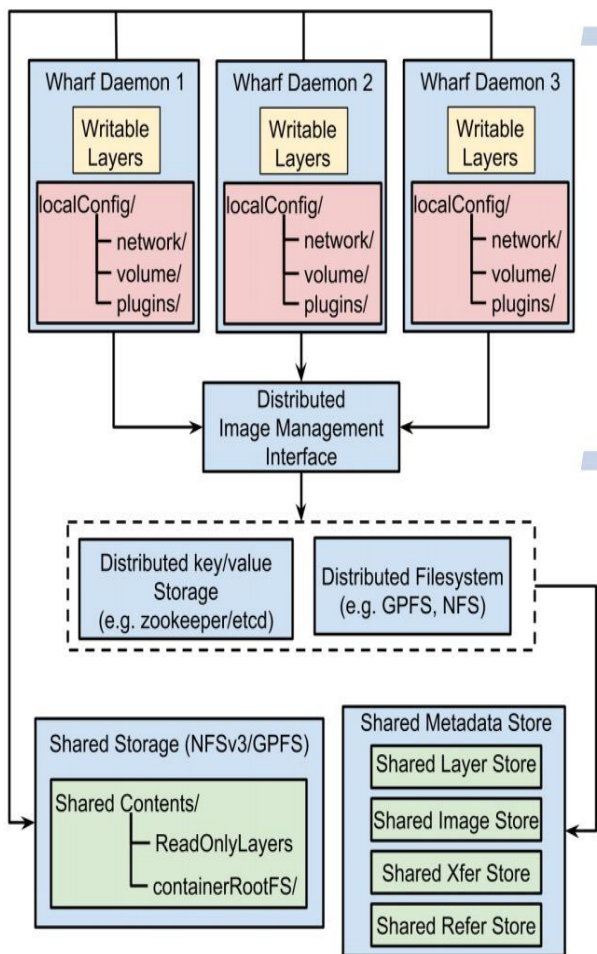 Wharf Daemon 1
Writable
Layers
localConfig/
network/
volume/
plugins/
Wharf Daemon 2
Writable
Layers
localConfig/
network/
volume/
plugins/
Wharf Daemon 3
Writable
Layers
localConfig/
network/
volume/
plugins/
Distributed
Image Management
Interface
Distributed key/value
Storage
(e.g. zookeeper/etcd)
Distributed Filesystem
(e.g. GPFS, NFS)
Shared Storage (NFSv3/GPFS)
Shared Contents/
ReadOnlyLayers
containerRootFS/
Shared Metadata Store
Shared Layer Store
Shared Image Store
Shared Xfer Store
Shared Refer Store